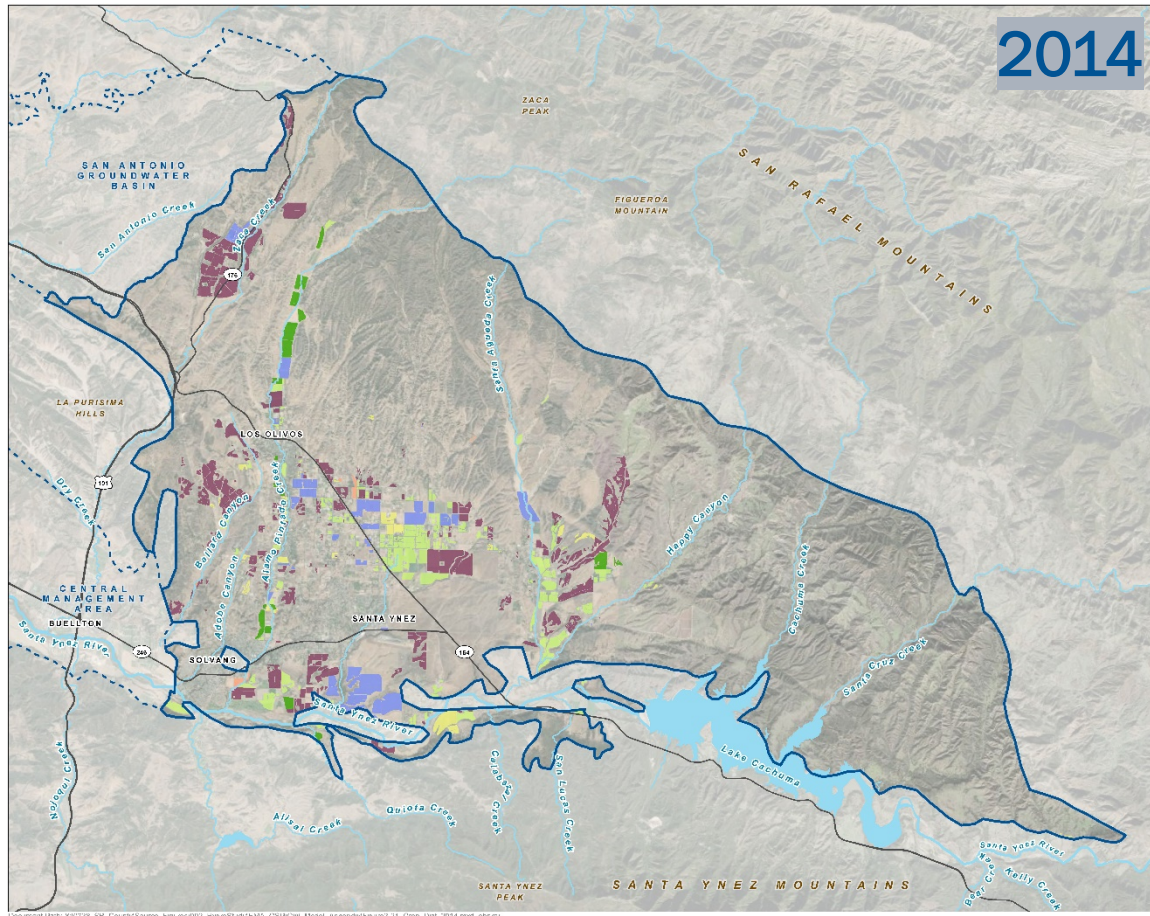 2014
ZACA
PEAK
SAN ANTONIO
GROUNDWATER
BASIN
SAN RAFAEL MOUNTAINS
FIGUEROA
MOUNTAIN
San Antonio Creek
Zaca Creek
176
Santa Agueda Creek
LA PURISIMA
HILLS
LOS OLIVOS
101
Dry Creek
Ballard Canyon
Alamo Pintado Creek
Adobe Canyon
Happy Canyon
Cachuma Creek
CENTRAL
MANAGEMENT
AREA
BUELLTON
SANTA YNEZ
Santa Ynez River
246
SOLVANG
154
Santa Cruz Creek
Santa Ynez River
Lake Cachuma
Nojoqui Creek
Calabazal Creek
San Lucas Creek
Quiota Creek
Alisal Creek
Santa Ynez River
Kelly Creek
SANTA YNEZ
PEAK
SANTA YNEZ MOUNTAINS